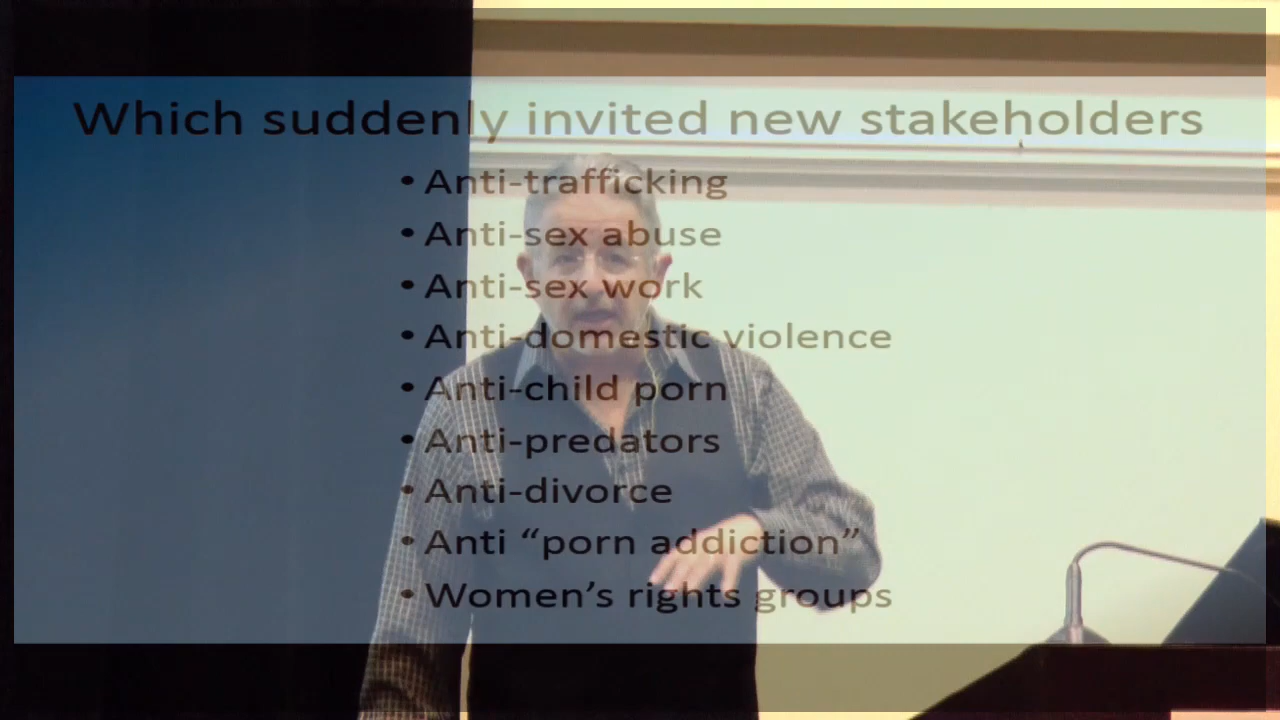 Which suddenly invited new stakeholders
• Anti-trafficking
• Anti-sex abuse
• Anti-sex work
• Anti-domestic violence
• Anti-child porn
• Anti-predators
• Anti-divorce
• Anti “porn addiction”
• Women’s rights groups